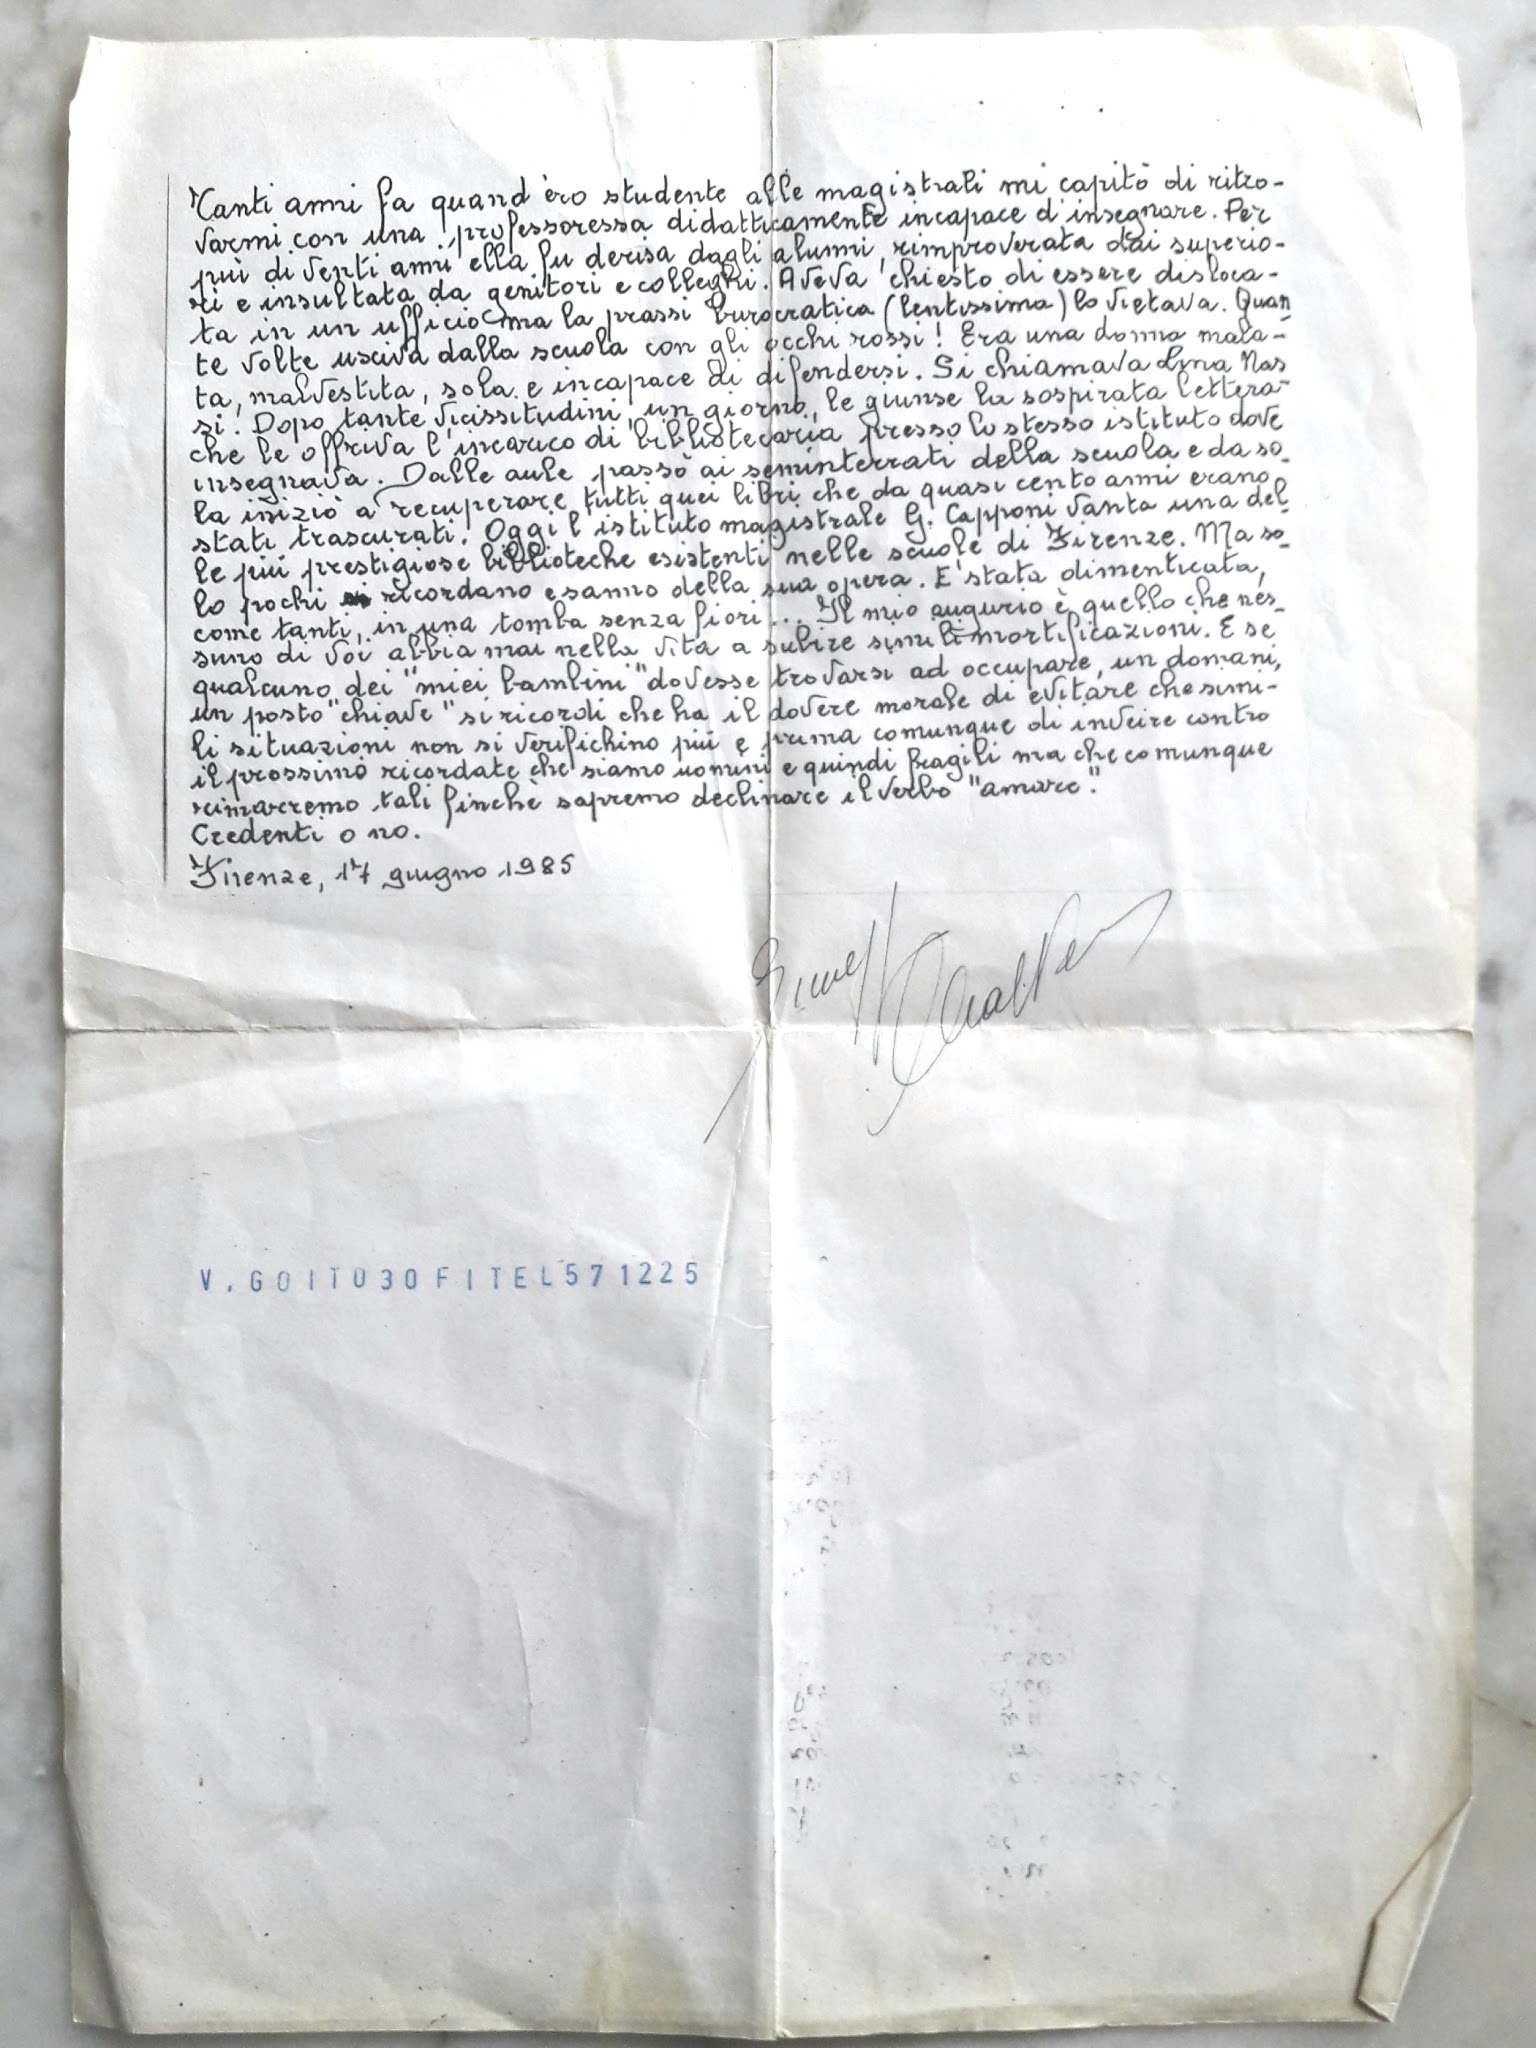 Tanti anni fa quand'èro studente alle magistrali mi capitò di ritro-
varmi con una professoressa didatticamente incapace d'insegnare. Per
più di venti anni ella fu derisa dagli alunni, rimproverata dai superio-
ri e insultata da genitori e colleghi. Aveva chiesto di essere disloca-
ta in un ufficio ma la prassi burocratica (lentissima) lo vietava. Quan
te volte usciva dalla scuola con gli occhi rossi! Era una donna mala-
ta, malvestita, sola e incapace di difendersi. Si chiamava Lina Nas
si. Dopo tante vicissitudini, un giorno, le giunse la sospirata lettera
che le offriva l'incarico di bibliotecaria presso lo stesso istituto dove
insegnava. Dalle aule passò ai seminterrati della scuola e da so_
la iniziò a recuperare tutti quei libri che da quasi cento anni erano
stati trascurati. Oggi l'istituto magistrale G. Capponi vanta una del
le più prestigiose biblioteche esistenti nelle scuole di Firenze. Ma so_
lo pochi ricordano e sanno della sua opera. E' stata dimenticata,
come tanti, in una tomba senza fiori... Il mio augurio è quello che nes_
suno di voi abbia mai nella vita a subire simili mortificazioni. E se
qualcuno dei "miei bambini" dovesse trovarsi ad occupare, un domani,
un posto "chiave" si ricordi che ha il dovere morale di evitare che simi-
li situazioni non si verifichino più e prima comunque di inveire contro
il prossimo ricordate che siamo uomini e quindi fragili ma che comunque
rimarremo tali finchè sapremo declinare il verbo "amare".
Credenti o no.
Firenze, 17 giugno 1985
V.GOITO30FITEL571225